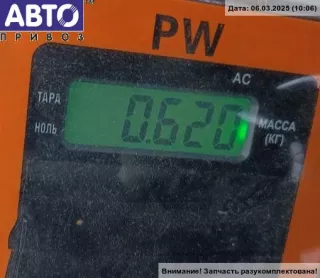 АВТО
ПРИВОЗ
Дата: 06.03.2025 (10:06)
PW
AC
ТАРА
НОЛЬ
0.620
МАССА
(КГ)
Внимание! Запчасть разукомплектована!